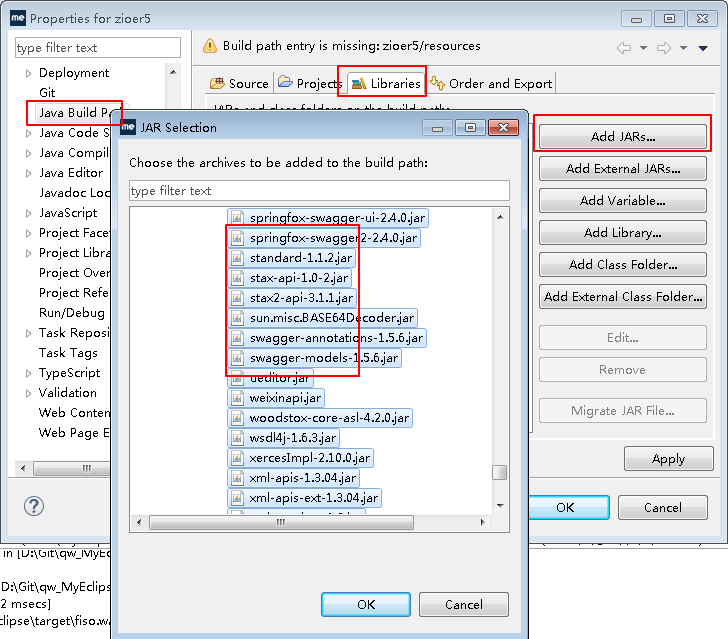 me Properties for zioer5
type filter text
Build path entry is missing: zioer5/resources
Deployment
Git
Java Build
Java Code S
Java Compil
Java Editor
Javadoc Loc
JavaScript
Project Facet
Project Libra
Project Over
Project Refe
Run/Debug
Task Reposi
Task Tags
TypeScript
Validation
Web Conten
Web Page E
Source Projects Libraries Order and Export
JARs and class folders on the build path:
Add JARs...
Add External JARs...
Add Variable...
Add Library...
Add Class Folder...
Add External Class Folder...
Edit...
Remove
Migrate JAR File...
Apply
OK Cancel
me JAR Selection
Choose the archives to be added to the build path:
type filter text
springfox-swagger-ui-2.4.0.jar
springfox-swagger2-2.4.0.jar
standard-1.1.2.jar
stax-api-1.0-2.jar
stax2-api-3.1.1.jar
sun.misc.BASE64Decoder.jar
swagger-annotations-1.5.6.jar
swagger-models-1.5.6.jar
ueditor.jar
weixinapi.jar
woodstox-core-asl-4.2.0.jar
wsdl4j-1.6.3.jar
xercesImpl-2.10.0.jar
xml-apis-1.3.04.jar
xml-apis-ext-1.3.04.jar
OK Cancel
in [D:\Git\qw_MyEclips
D:\Git\qw_MyEclips
2 msecs]
clipse\target\fiso.w